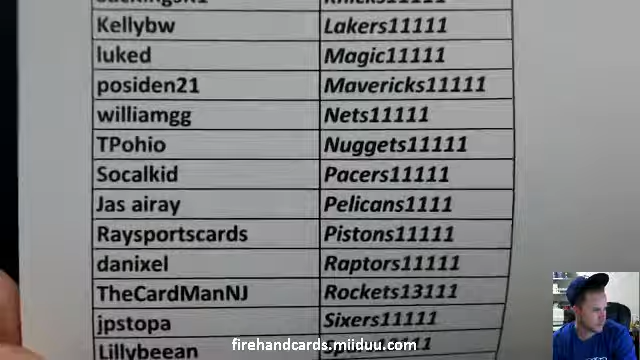 Kellybw Lakers11111
luked Magic11111
posiden21 Mavericks11111
williamgg Nets11111
TPohio Nuggets11111
Socalkid Pacers11111
Jas airay Pelicans1111
Raysportscards Pistons11111
danixel Raptors11111
TheCardManNJ Rockets13111
jpstopa Sixers11111
Lillybeean
firehandcards.miiduu.com